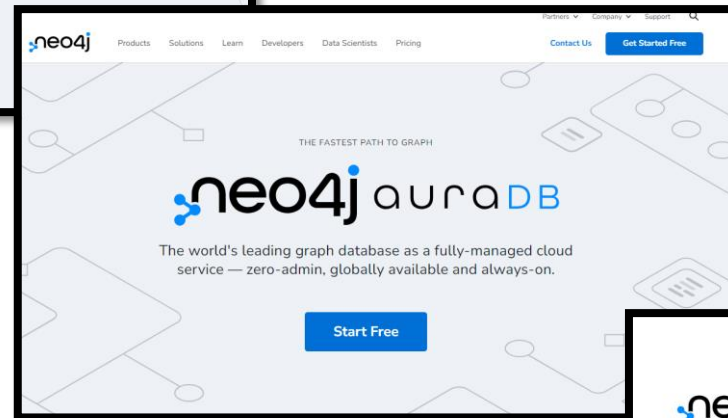 Partners Company Support
neo4j Products Solutions Learn Developers Data Scientists Pricing Contact Us Get Started Free
THE FASTEST PATH TO GRAPH
neo4j auraDB
The world's leading graph database as a fully-managed cloud
service — zero-admin, globally available and always-on.
Start Free